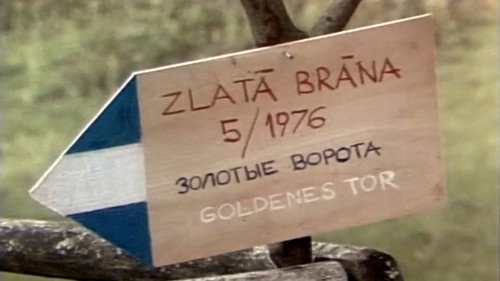 ZLATÁ BRÁNA
5/1976
ЗОЛОТЫЕ ВОРОТА
GOLDENES TOR